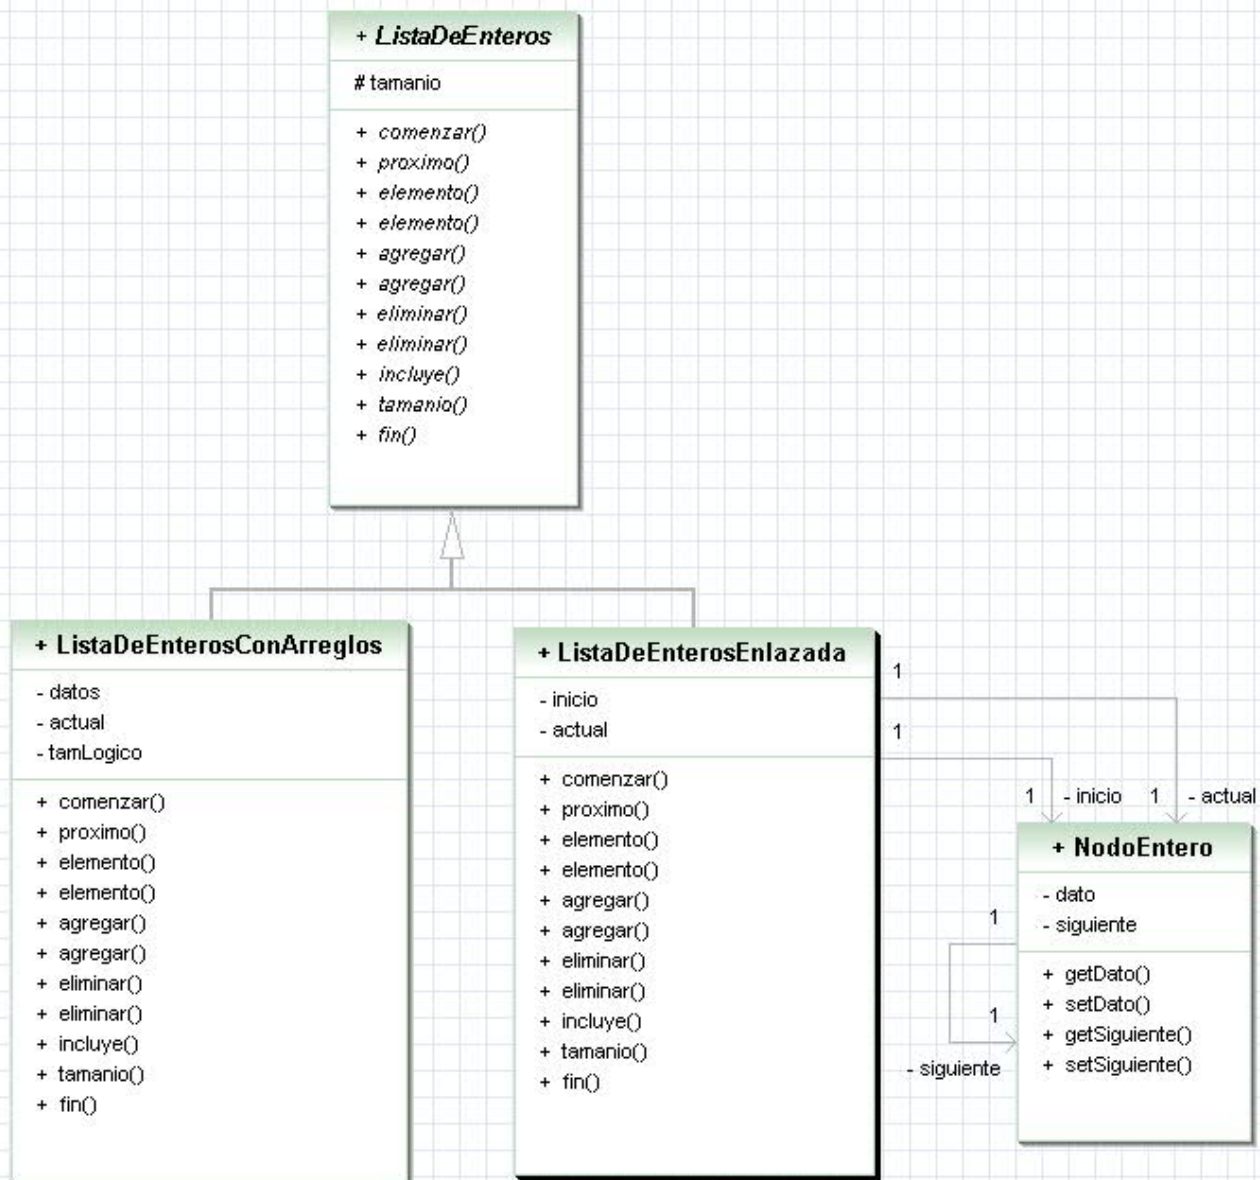 + ListaDeEnteros
# tamanio
+ comenzar()
+ proximo()
+ elemento()
+ elemento()
+ agregar()
+ agregar()
+ eliminar()
+ eliminar()
+ incluye()
+ tamanio()
+ fin()
+ ListaDeEnterosConArreglos
- datos
- actual
- tamLogico
+ comenzar()
+ proximo()
+ elemento()
+ elemento()
+ agregar()
+ agregar()
+ eliminar()
+ eliminar()
+ incluye()
+ tamanio()
+ fin()
+ ListaDeEnterosEnlazada
- inicio
- actual
+ comenzar()
+ proximo()
+ elemento()
+ elemento()
+ agregar()
+ agregar()
+ eliminar()
+ eliminar()
+ incluye()
+ tamanio()
+ fin()
1
1
1 - inicio 1 - actual
+ NodoEntero
- dato
- siguiente
+ getDato()
+ setDato()
+ getSiguiente()
+ setSiguiente()
1
1
- siguiente